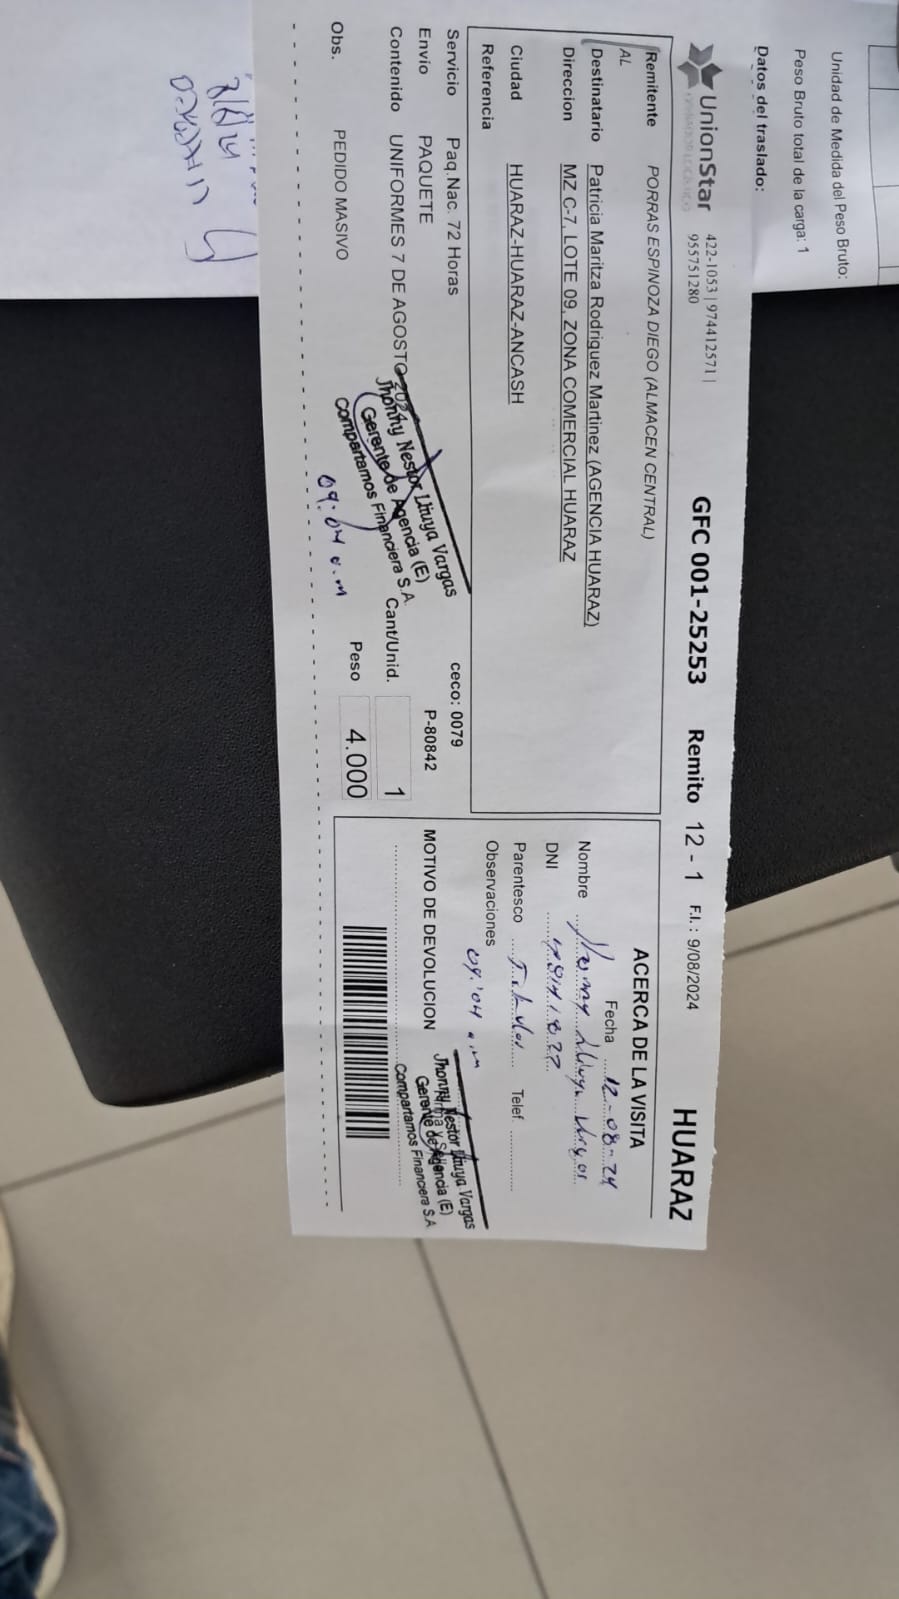 Unidad de Medida del Peso Bruto:
Peso Bruto total de la carga: 1
Datos del traslado:
UnionStar
422-1053 | 974412571 |
955751280
GFC 001-25253
Remito 12 - 1
F.I.: 9/08/2024
HUARAZ
Remitente PORRAS ESPINOZA DIEGO (ALMACEN CENTRAL)
AL
Destinatario Patricia Maritza Rodriguez Martinez (AGENCIA HUARAZ)
Direccion MZ C-7, LOTE 09, ZONA COMERCIAL HUARAZ
Ciudad HUARAZ-HUARAZ-ANCASH
Referencia
Servicio Paq.Nac. 72 Horas ceco: 0079
Envio PAQUETE P-80842
Contenido UNIFORMES 7 DE AGOSTO 2024 Cant/Unid. 1
Obs. PEDIDO MASIVO Peso 4.000
Jhonny Nestor Lliuya Vargas
Gerente de Agencia (E)
Compartamos Financiera S.A.
09:04 a.m
ACERCA DE LA VISITA
Fecha 12-08-24
Nombre Jhonny Lliuya Vargas
DNI
Parentesco Telef.
Observaciones
09:04 a.m
MOTIVO DE DEVOLUCION
Jhonny Nestor Lliuya Vargas
Gerente de Agencia (E)
Compartamos Financiera S.A.